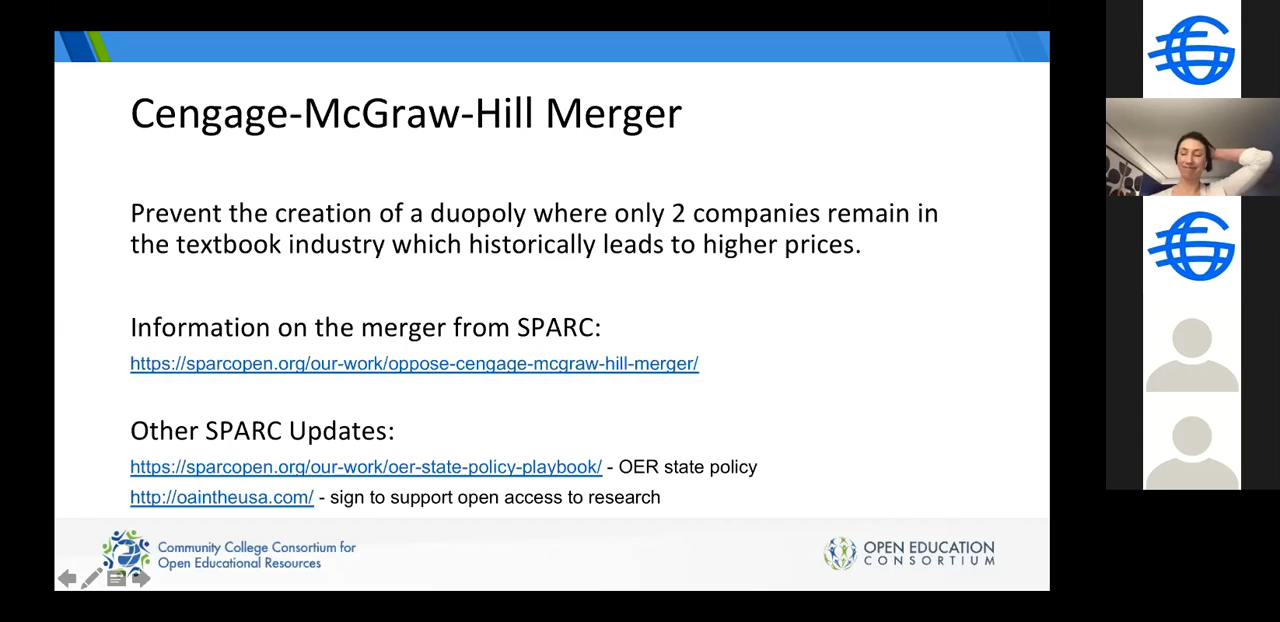 Cengage-McGraw-Hill Merger
Prevent the creation of a duopoly where only 2 companies remain in
the textbook industry which historically leads to higher prices.
Information on the merger from SPARC:
https://sparcopen.org/our-work/oppose-cengage-mcgraw-hill-merger/
Other SPARC Updates:
https://sparcopen.org/our-work/oer-state-policy-playbook/ - OER state policy
http://oaintheusa.com/ - sign to support open access to research
Community College Consortium for
Open Educational Resources
OPEN EDUCATION
CONSORTIUM